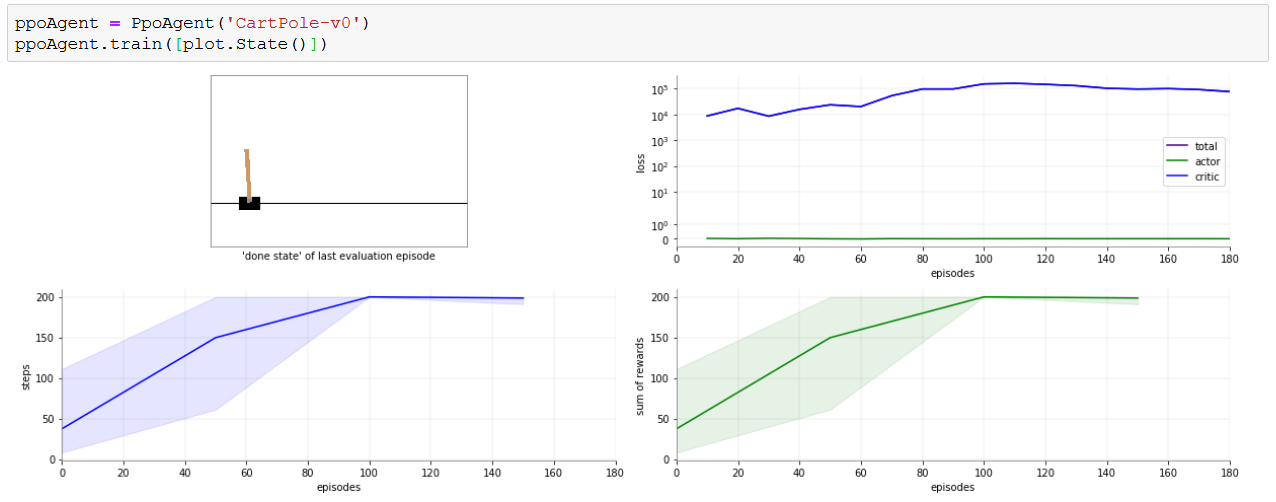 ppoAgent = PpoAgent('CartPole-v0')
ppoAgent.train([plot.State()])
'done state' of last evaluation episode
loss
10⁵
10⁴
10³
10²
10¹
10⁰
0
total
actor
critic
0 20 40 60 80 100 120 140 160 180
episodes
steps
200
150
100
50
0
0 20 40 60 80 100 120 140 160 180
episodes
sum of rewards
200
150
100
50
0
0 20 40 60 80 100 120 140 160 180
episodes